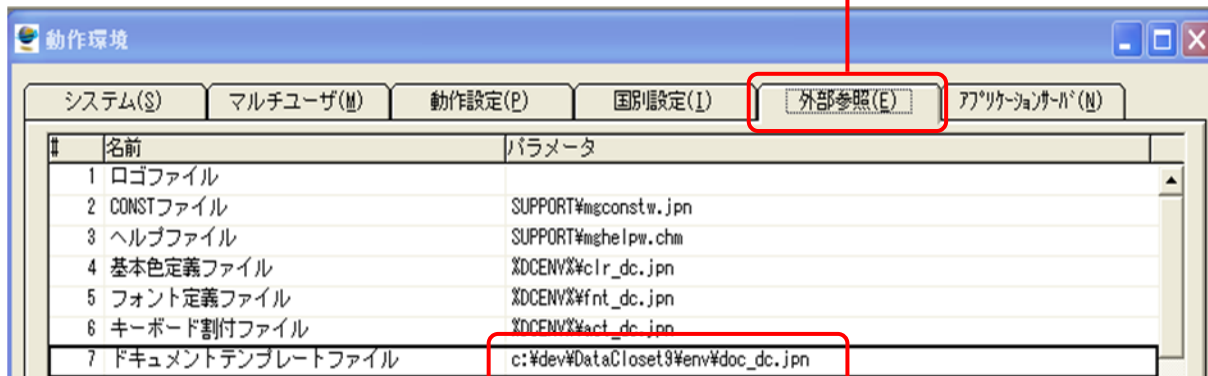 動作環境
システム(S) マルチユーザ(M) 動作設定(P) 国別設定(I) 外部参照(E) ｱﾌﾟﾘｹｰｼｮﾝｻｰﾊﾞ(N)
# 名前 パラメータ
1 ロゴファイル
2 CONSTファイル SUPPORT¥mgconstw.jpn
3 ヘルプファイル SUPPORT¥mghelpw.chm
4 基本色定義ファイル %DCENV%¥clr_dc.jpn
5 フォント定義ファイル %DCENV%¥fnt_dc.jpn
6 キーボード割付ファイル %DCENV%¥act_dc.jpn
7 ドキュメントテンプレートファイル c:¥dev¥DataCloset9¥env¥doc_dc.jpn